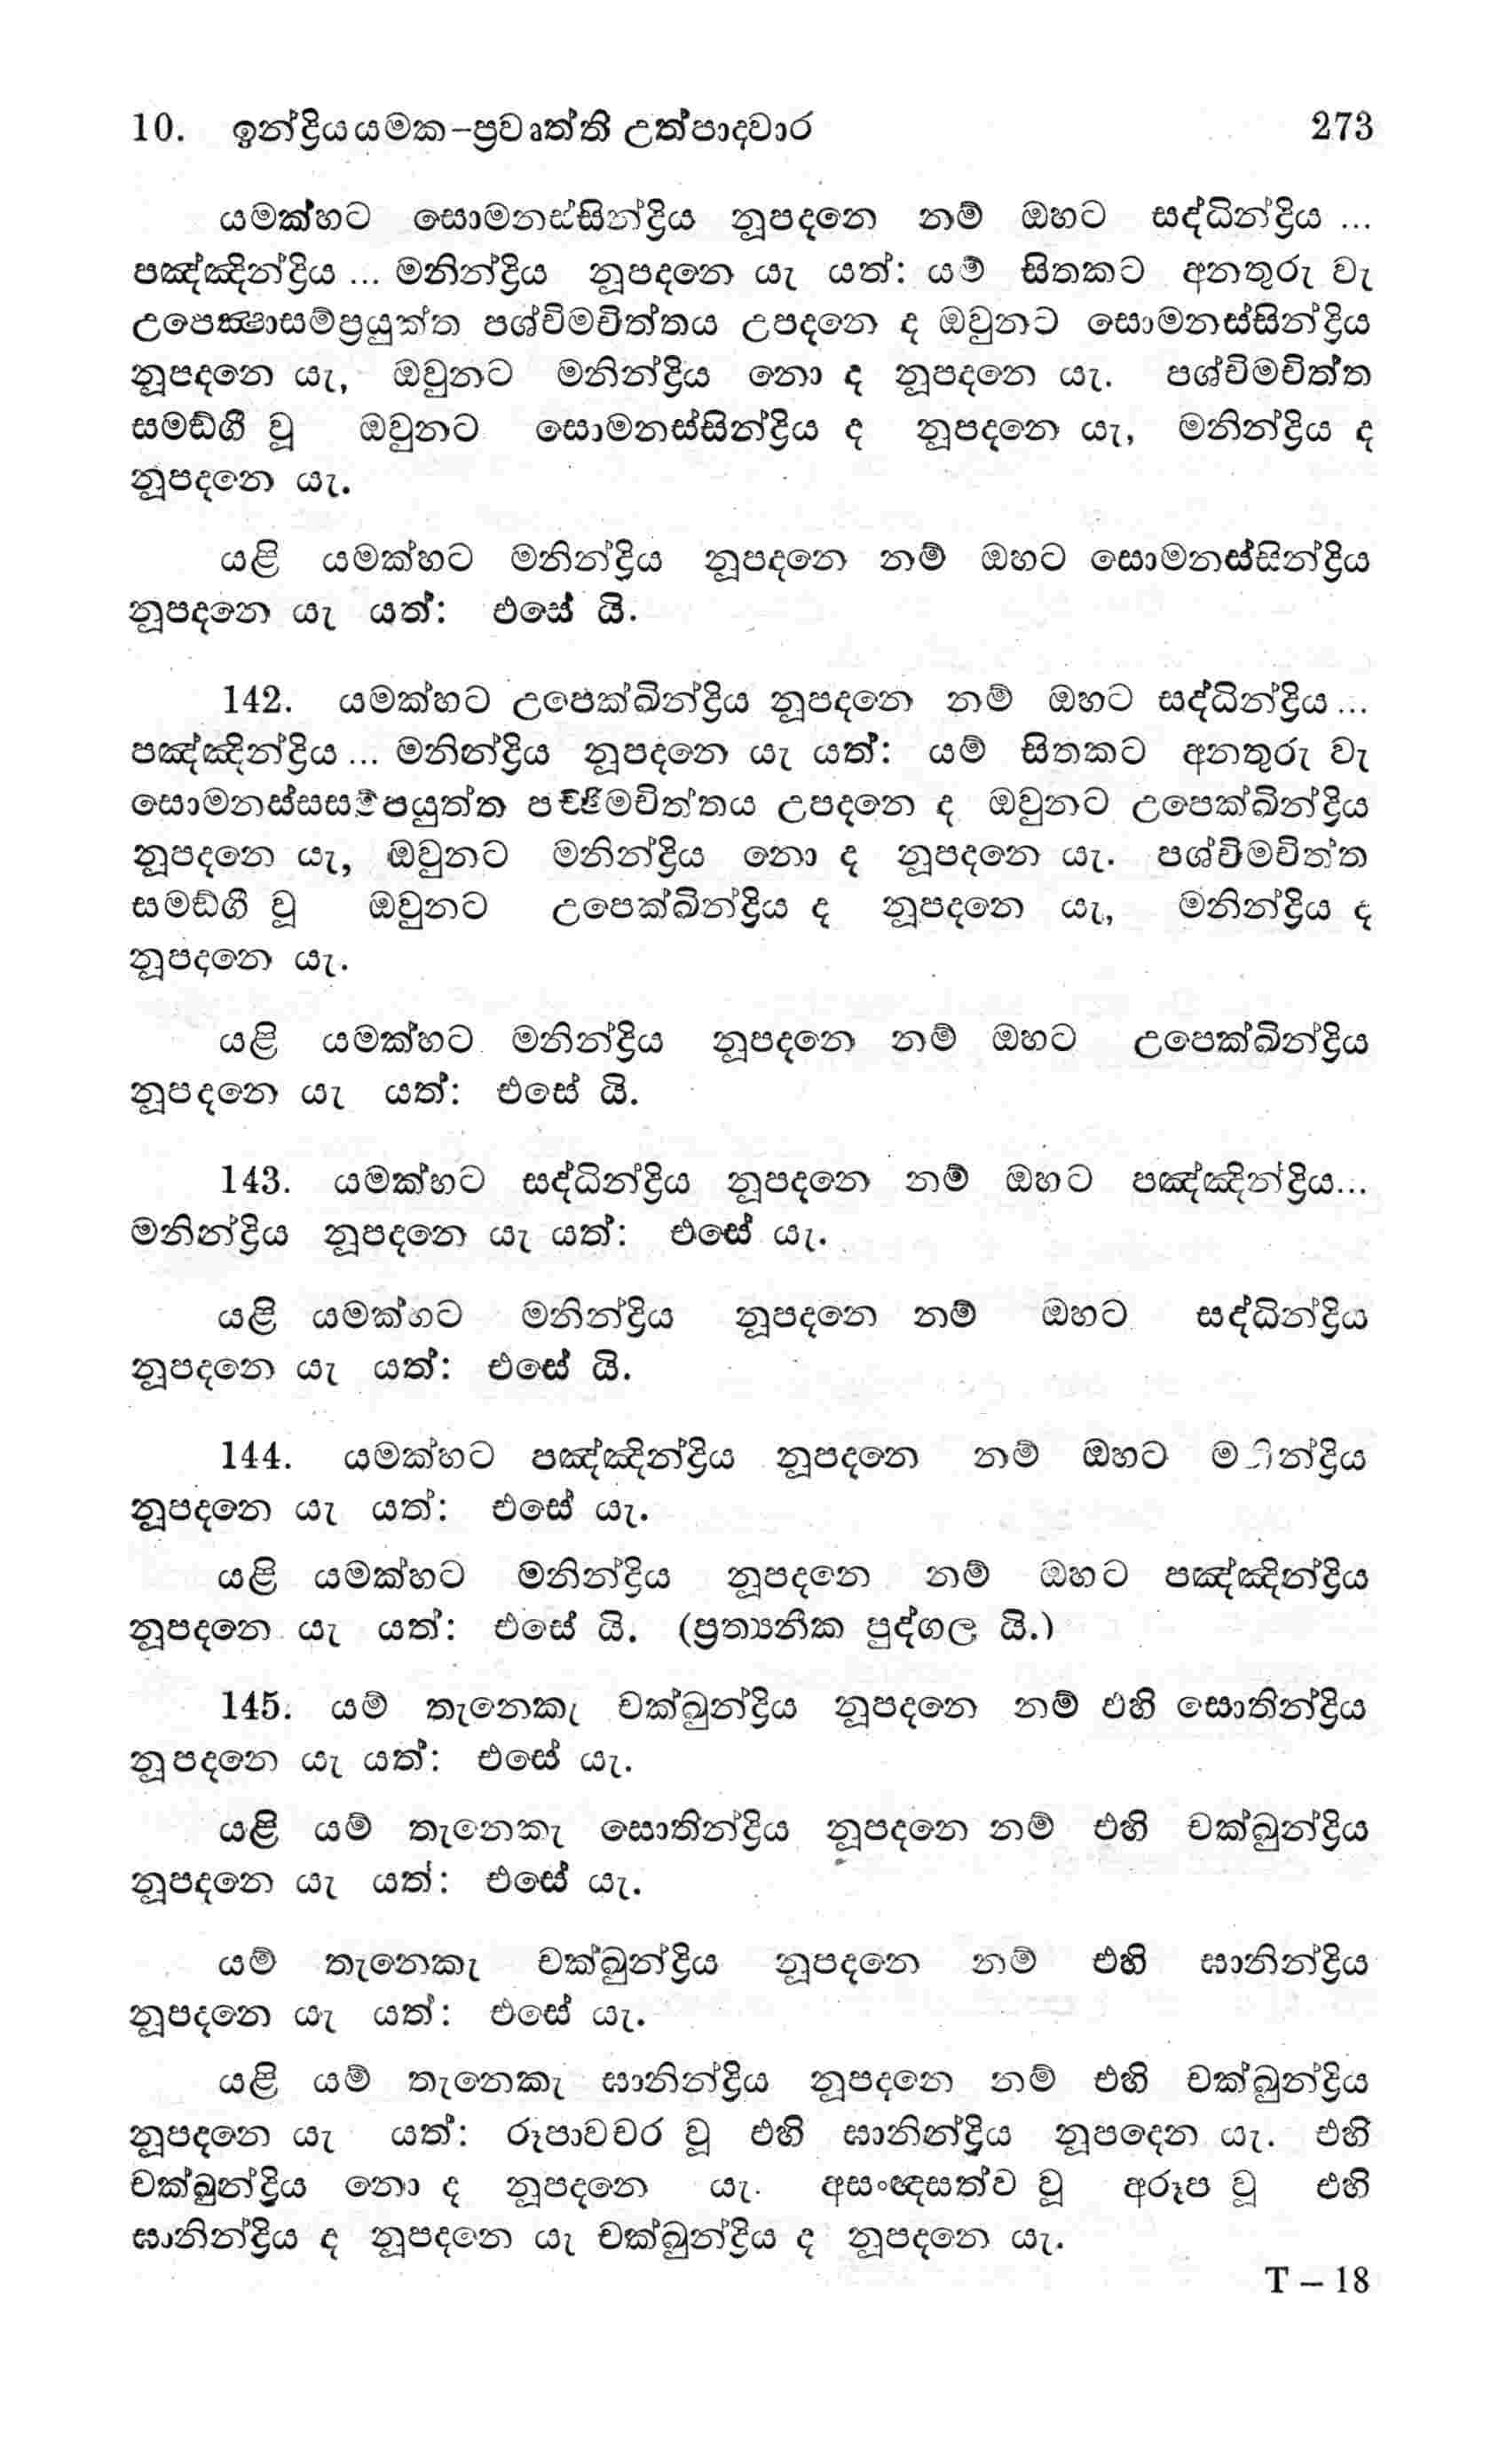 10. ඉන්ද්‍රියයමක-ප්‍රවෘත්ති උත්පාදවාර 273
යමක්හට සොමනස්සින්ද්‍රිය නූපදනෙ නම් ඔහට සද්ධින්ද්‍රිය ...
පඤ්ඤින්ද්‍රිය ... මනින්ද්‍රිය නූපදනෙ යැ යත්: යම් සිතකට අනතුරු වැ
උපෙක්‍ෂාසම්ප්‍රයුක්ත පශ්චිමචිත්තය උපදනෙ ද ඔවුනට සොමනස්සින්ද්‍රිය
නූපදනෙ යැ, ඔවුනට මනින්ද්‍රිය නො ද නූපදනෙ යැ. පශ්චිමචිත්ත
සමඞ්ගී වූ ඔවුනට සොමනස්සින්ද්‍රිය ද නූපදනෙ යැ, මනින්ද්‍රිය ද
නූපදනෙ යැ.
යළි යමක්හට මනින්ද්‍රිය නූපදනෙ නම් ඔහට සොමනස්සින්ද්‍රිය
නූපදනෙ යැ යත්: එසේ යි.
142. යමක්හට උපෙක්ඛින්ද්‍රිය නූපදනෙ නම් ඔහට සද්ධින්ද්‍රිය...
පඤ්ඤින්ද්‍රිය ... මනින්ද්‍රිය නූපදනෙ යැ යත්: යම් සිතකට අනතුරු වැ
සොමනස්සසම්පයුත්ත පච්ඡිමචිත්තය උපදනෙ ද ඔවුනට උපෙක්ඛින්ද්‍රිය
නූපදනෙ යැ, ඔවුනට මනින්ද්‍රිය නො ද නූපදනෙ යැ. පශ්චිමචිත්ත
සමඞ්ගී වූ ඔවුනට උපෙක්ඛින්ද්‍රිය ද නූපදනෙ යැ, මනින්ද්‍රිය ද
නූපදනෙ යැ.
යළි යමක්හට මනින්ද්‍රිය නූපදනෙ නම් ඔහට උපෙක්ඛින්ද්‍රිය
නූපදනෙ යැ යත්: එසේ යි.
143. යමක්හට සද්ධින්ද්‍රිය නූපදනෙ නම් ඔහට පඤ්ඤින්ද්‍රිය...
මනින්ද්‍රිය නූපදනෙ යැ යත්: එසේ යැ.
යළි යමක්හට මනින්ද්‍රිය නූපදනෙ නම් ඔහට සද්ධින්ද්‍රිය
නූපදනෙ යැ යත්: එසේ යි.
144. යමක්හට පඤ්ඤින්ද්‍රිය නූපදනෙ නම් ඔහට මනින්ද්‍රිය
නූපදනෙ යැ යත්: එසේ යැ.
යළි යමක්හට මනින්ද්‍රිය නූපදනෙ නම් ඔහට පඤ්ඤින්ද්‍රිය
නූපදනෙ යැ යත්: එසේ යි. (ප්‍රත්‍යනීක පුද්ගල යි.)
145. යම් තැනෙකැ චක්ඛුන්ද්‍රිය නූපදනෙ නම් එහි සොතින්ද්‍රිය
නූපදනෙ යැ යත්: එසේ යැ.
යළි යම් තැනෙකැ සොතින්ද්‍රිය නූපදනෙ නම් එහි චක්ඛුන්ද්‍රිය
නූපදනෙ යැ යත්: එසේ යැ.
යම් තැනෙකැ චක්ඛුන්ද්‍රිය නූපදනෙ නම් එහි ඝානින්ද්‍රිය
නූපදනෙ යැ යත්: එසේ යැ.
යළි යම් තැනෙකැ ඝානින්ද්‍රිය නූපදනෙ නම් එහි චක්ඛුන්ද්‍රිය
නූපදනෙ යැ යත්: රූපාවචර වූ එහි ඝානින්ද්‍රිය නූපදෙන යැ. එහි
චක්ඛුන්ද්‍රිය නො ද නූපදනෙ යැ. අසංඥසත්ව වූ අරූප වූ එහි
ඝානින්ද්‍රිය ද නූපදනෙ යැ චක්ඛුන්ද්‍රිය ද නූපදනෙ යැ.
T – 18